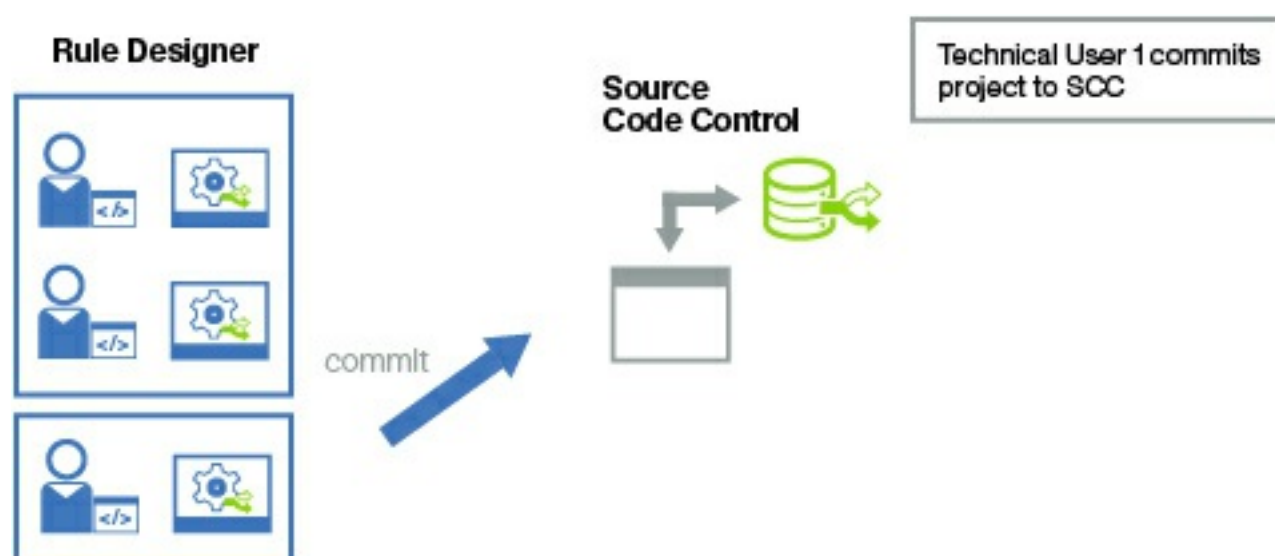 Rule Designer
Technical User 1 commits
project to SCC
Source
Code Control
</>
</>
commit
</>